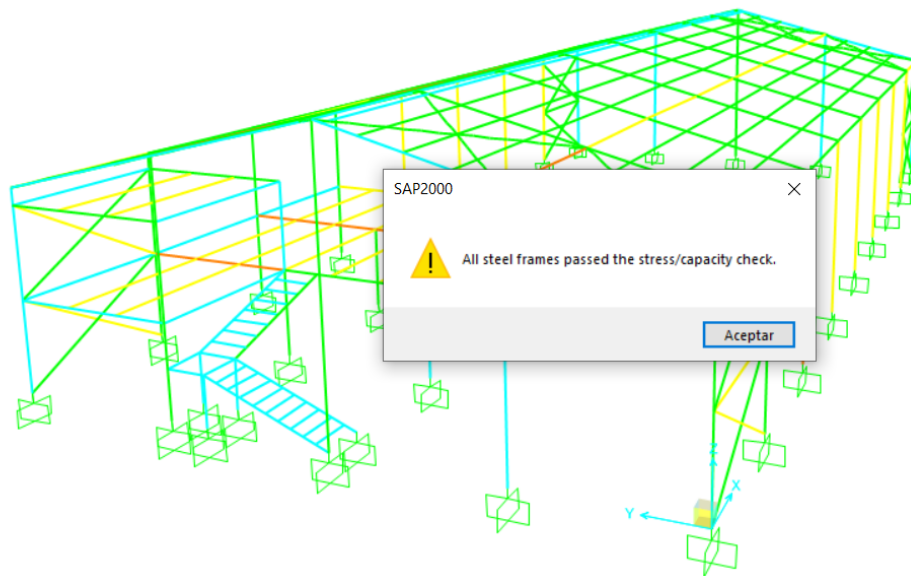 SAP2000
All steel frames passed the stress/capacity check.
Aceptar
Z
X
Y